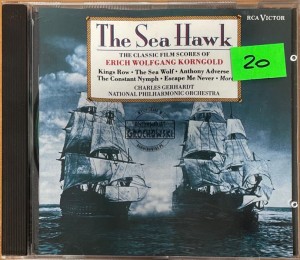 RCA VICTOR
The Sea Hawk
THE CLASSIC FILM SCORES OF
ERICH WOLFGANG KORNGOLD
Kings Row • The Sea Wolf • Anthony Adverse
The Constant Nymph • Escape Me Never • More
CHARLES GERHARDT
NATIONAL PHILHARMONIC ORCHESTRA
20
GROCHOWSKI